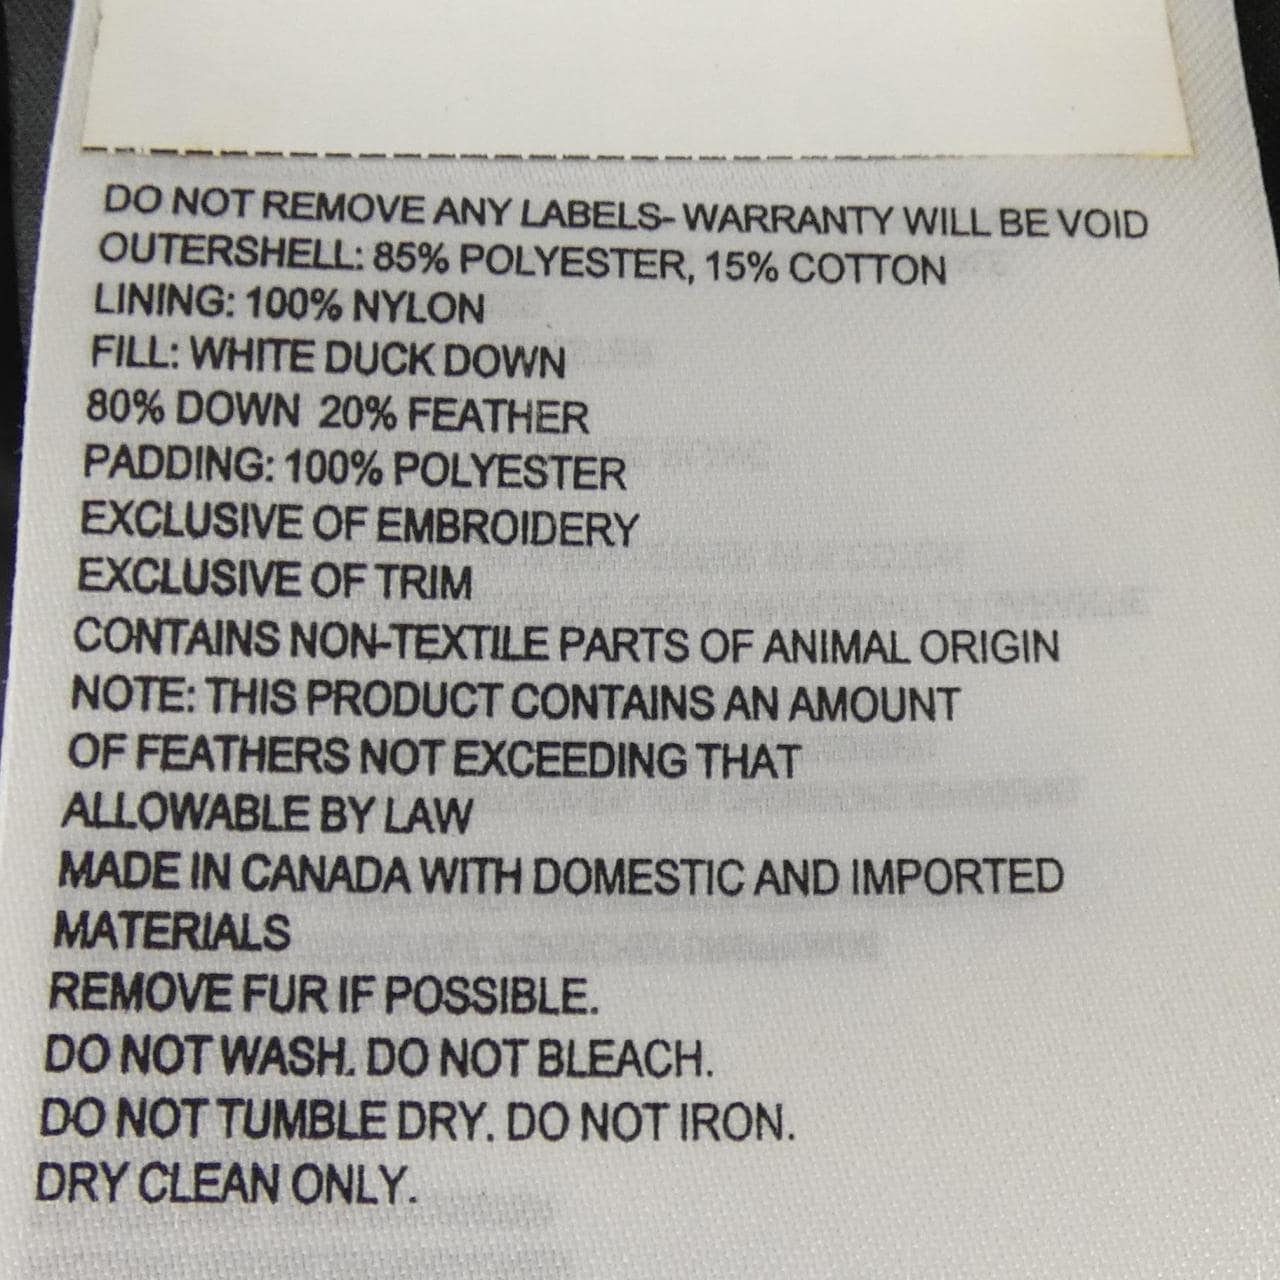 DO NOT REMOVE ANY LABELS- WARRANTY WILL BE VOID
OUTERSHELL: 85% POLYESTER, 15% COTTON
LINING: 100% NYLON
FILL: WHITE DUCK DOWN
80% DOWN 20% FEATHER
PADDING: 100% POLYESTER
EXCLUSIVE OF EMBROIDERY
EXCLUSIVE OF TRIM
CONTAINS NON-TEXTILE PARTS OF ANIMAL ORIGIN
NOTE: THIS PRODUCT CONTAINS AN AMOUNT
OF FEATHERS NOT EXCEEDING THAT
ALLOWABLE BY LAW
MADE IN CANADA WITH DOMESTIC AND IMPORTED
MATERIALS
REMOVE FUR IF POSSIBLE.
DO NOT WASH. DO NOT BLEACH.
DO NOT TUMBLE DRY. DO NOT IRON.
DRY CLEAN ONLY.